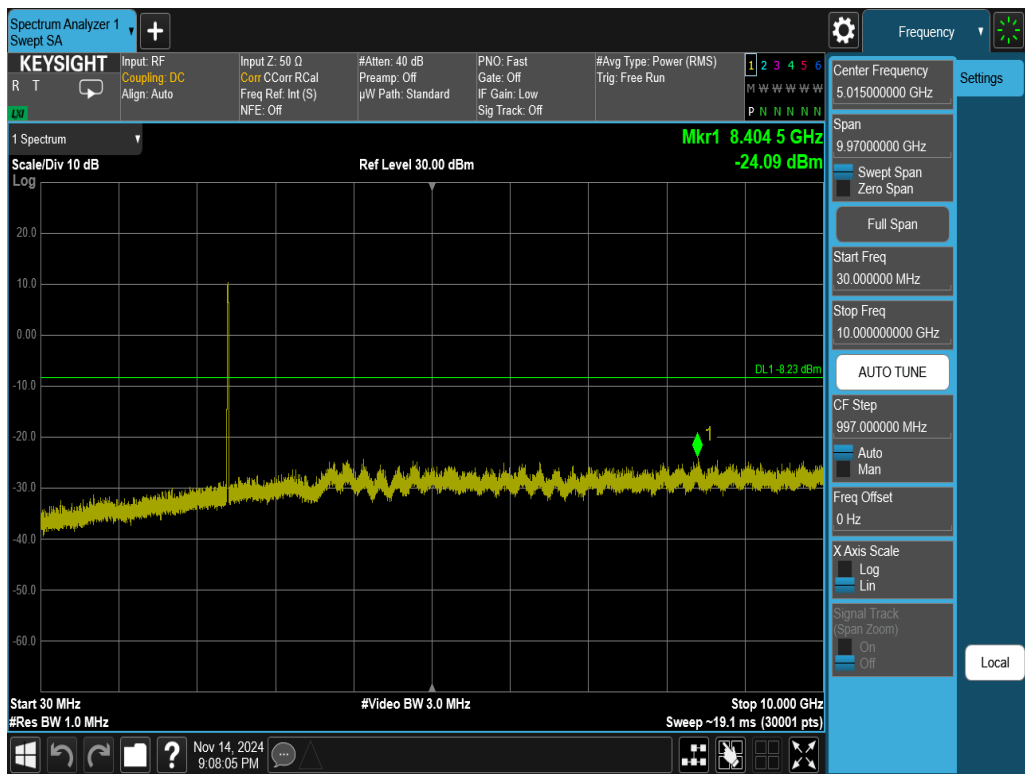 Spectrum Analyzer 1
Swept SA
Frequency
KEYSIGHT
R T
LXI
Input: RF
Coupling: DC
Align: Auto
Input Z: 50 Ω
Corr CCorr RCal
Freq Ref: Int (S)
NFE: Off
#Atten: 40 dB
Preamp: Off
µW Path: Standard
PNO: Fast
Gate: Off
IF Gain: Low
Sig Track: Off
#Avg Type: Power (RMS)
Trig: Free Run
1 2 3 4 5 6
M W W W W W
P N N N N N
1 Spectrum
Scale/Div 10 dB
Ref Level 30.00 dBm
Mkr1 8.404 5 GHz
-24.09 dBm
Log
20.0
10.0
0.00
-10.0
-20.0
-30.0
-40.0
-50.0
-60.0
DL1 -8.23 dBm
1
Start 30 MHz
#Video BW 3.0 MHz
Stop 10.000 GHz
#Res BW 1.0 MHz
Sweep ~19.1 ms (30001 pts)
Center Frequency
5.015000000 GHz
Settings
Span
9.97000000 GHz
Swept Span
Zero Span
Full Span
Start Freq
30.000000 MHz
Stop Freq
10.000000000 GHz
AUTO TUNE
CF Step
997.000000 MHz
Auto
Man
Freq Offset
0 Hz
X Axis Scale
Log
Lin
Signal Track
(Span Zoom)
On
Off
Local
?
Nov 14, 2024
9:08:05 PM